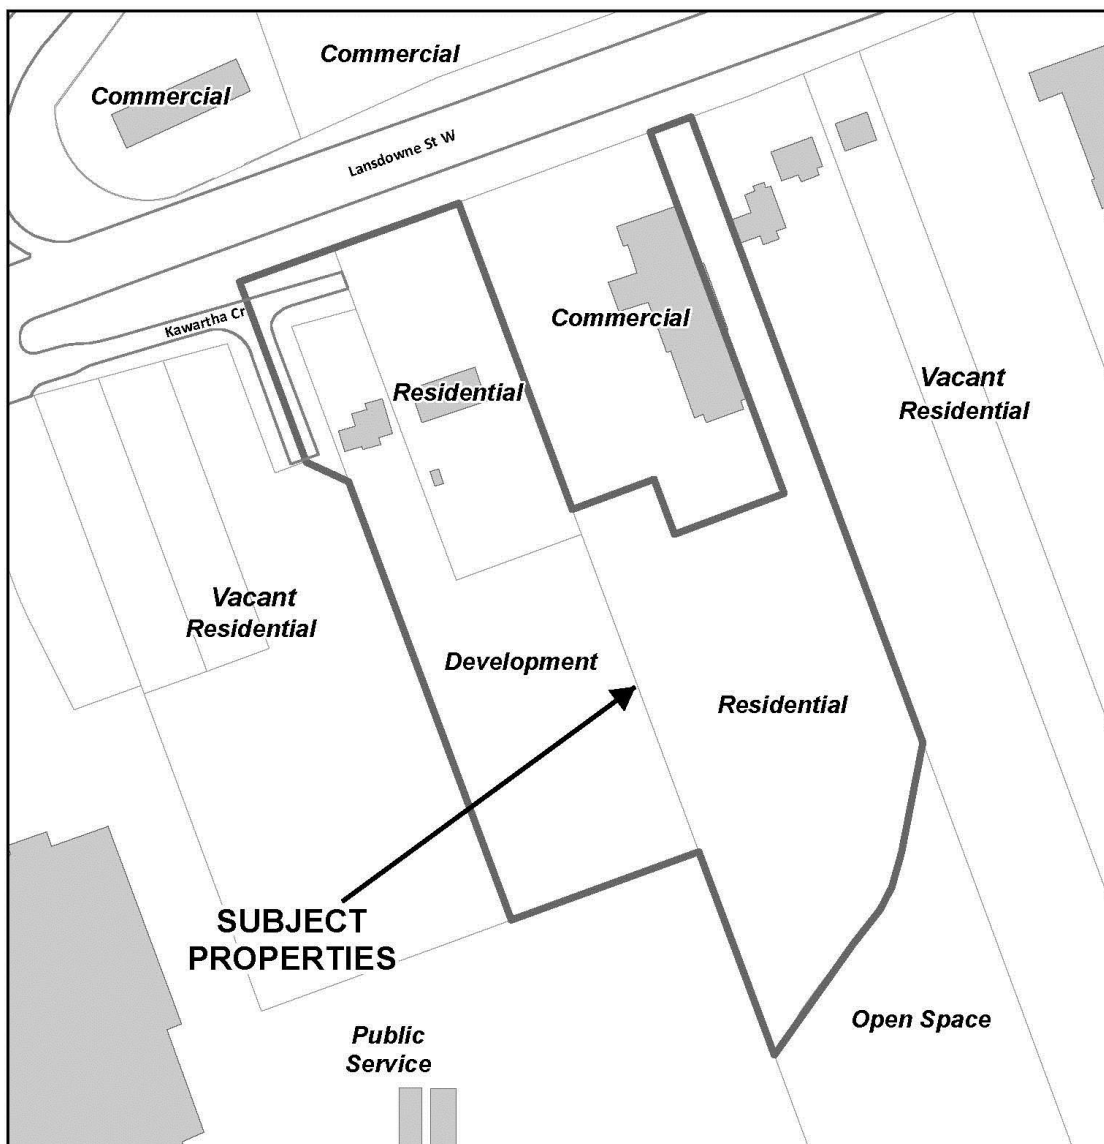 Commercial
Commercial
Lansdowne St W
Kawartha Cr
Commercial
Residential
Vacant
Residential
Vacant
Residential
Development
Residential
SUBJECT
PROPERTIES
Open Space
Public
Service